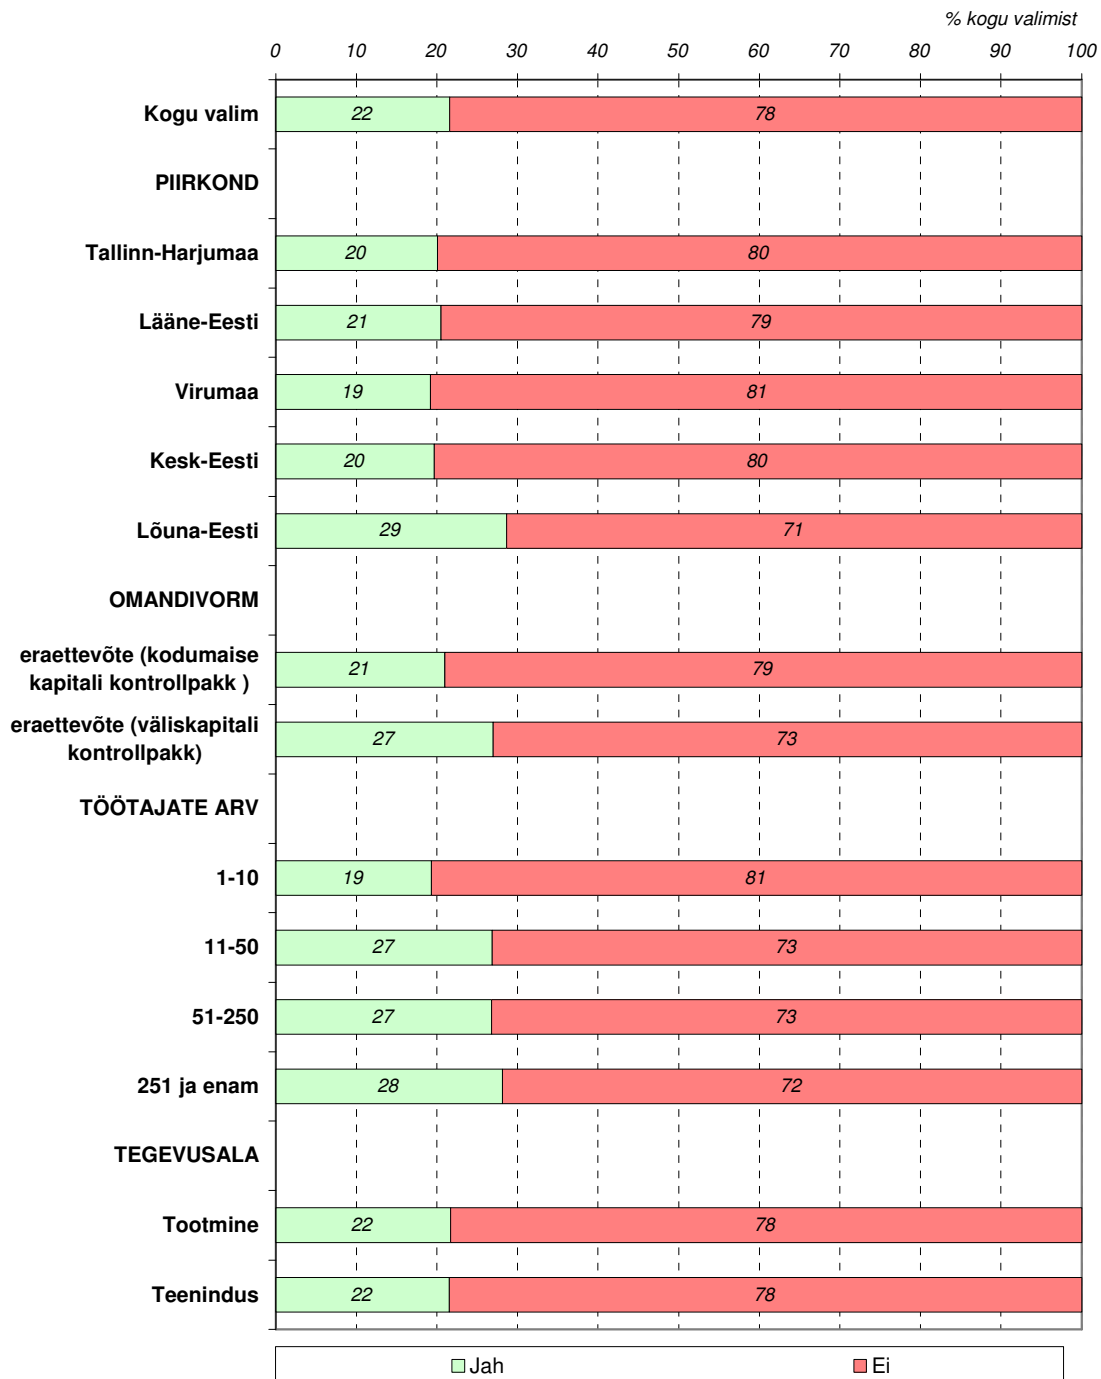 % kogu valimist
0 10 20 30 40 50 60 70 80 90 100
Kogu valim 22 78
PIIRKOND
Tallinn-Harjumaa 20 80
Lääne-Eesti 21 79
Virumaa 19 81
Kesk-Eesti 20 80
Lõuna-Eesti 29 71
OMANDIVORM
eraettevõte (kodumaise
kapitali kontrollpakk ) 21 79
eraettevõte (väliskapitali
kontrollpakk) 27 73
TÖÖTAJATE ARV
1-10 19 81
11-50 27 73
51-250 27 73
251 ja enam 28 72
TEGEVUSALA
Tootmine 22 78
Teenindus 22 78
Jah Ei